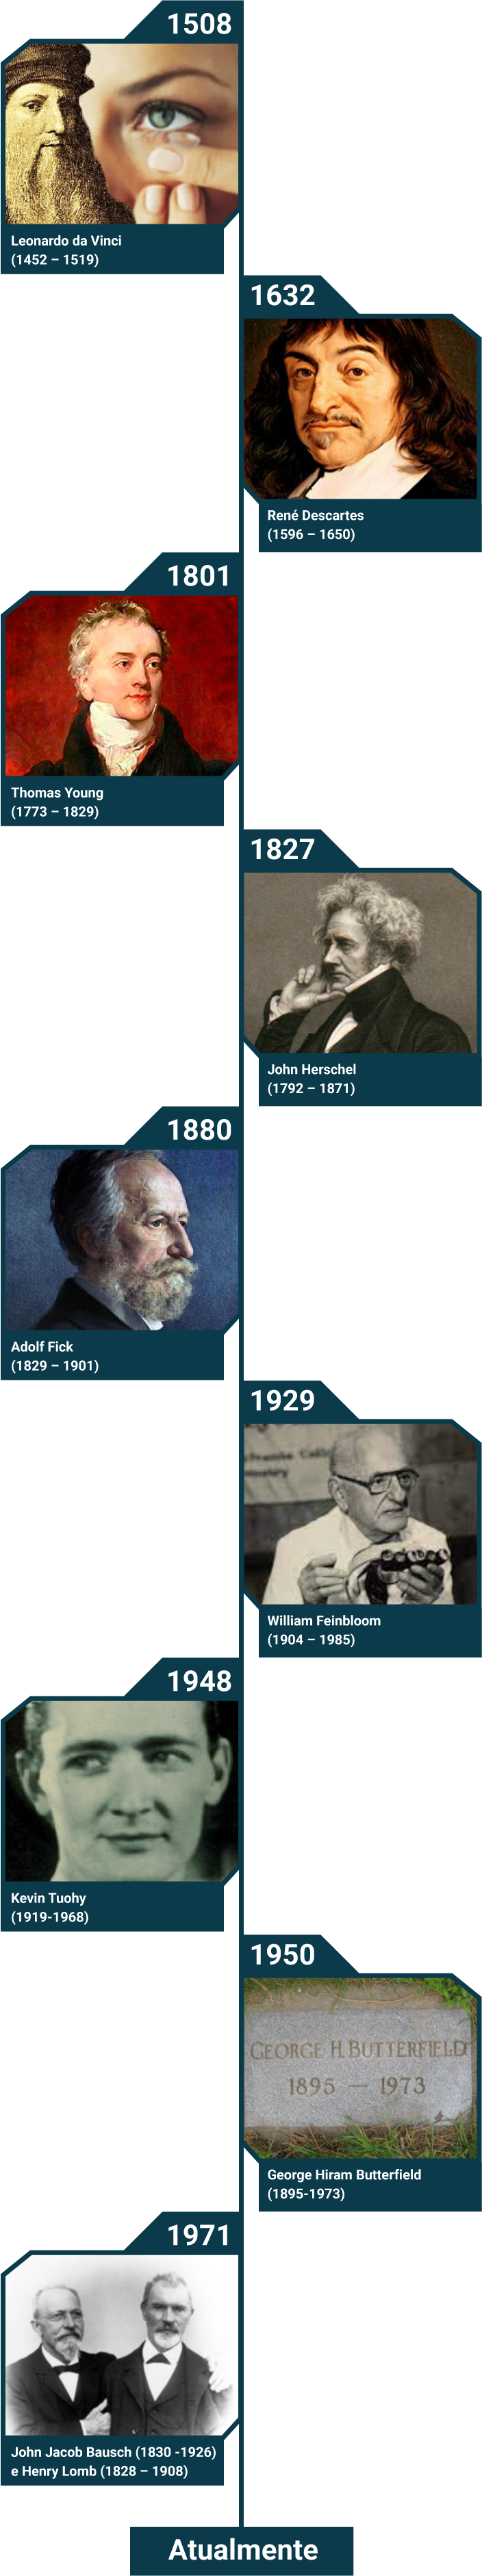 1508
Leonardo da Vinci
(1452 – 1519)
1632
René Descartes
(1596 – 1650)
1801
Thomas Young
(1773 – 1829)
1827
John Herschel
(1792 – 1871)
1880
Adolf Fick
(1829 – 1901)
1929
William Feinbloom
(1904 – 1985)
1948
Kevin Tuohy
(1919-1968)
1950
GEORGE H. BUTTERFIELD
1895 — 1973
George Hiram Butterfield
(1895-1973)
1971
John Jacob Bausch (1830 -1926)
e Henry Lomb (1828 – 1908)
Atualmente